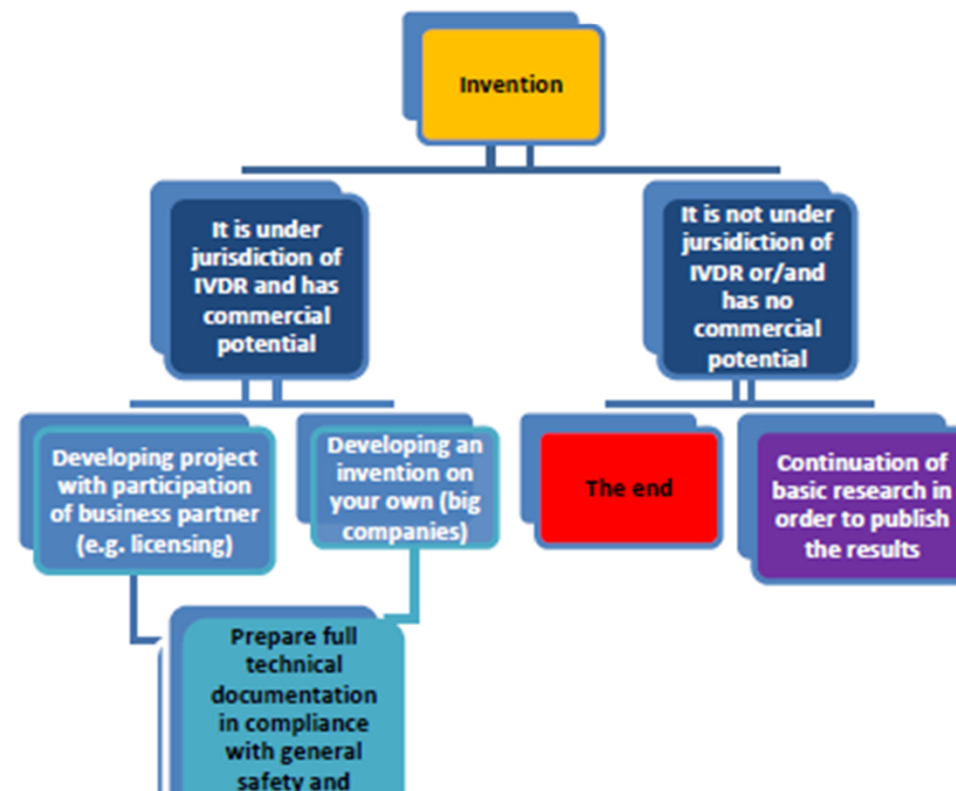 Invention
It is under
jurisdiction of
IVDR and has
commercial
potential
It is not under
jursidiction of
IVDR or/and
has no
commercial
potential
Developing project
with participation
of business partner
(e.g. licensing)
Developing an
invention on
your own (big
companies)
The end
Continuation of
basic research in
order to publish
the results
Prepare full
technical
documentation
in compliance
with general
safety and